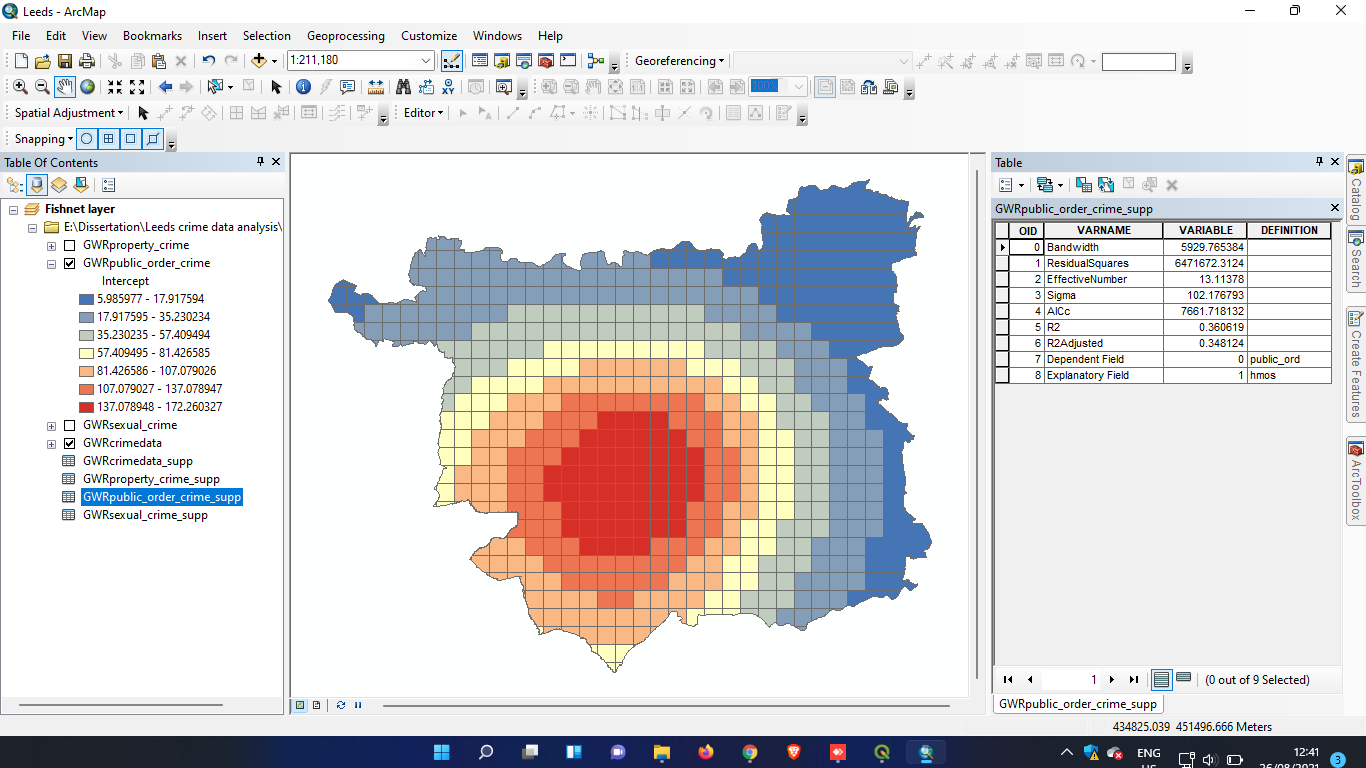 Leeds - ArcMap
File Edit View Bookmarks Insert Selection Geoprocessing Customize Windows Help
1:211,180
Georeferencing
100%
Spatial Adjustment
Editor
Snapping
Table Of Contents
Fishnet layer
E:\Dissertation\Leeds crime data analysis\
GWRproperty_crime
GWRpublic_order_crime
Intercept
5.985977 - 17.917594
17.917595 - 35.230234
35.230235 - 57.409494
57.409495 - 81.426585
81.426586 - 107.079026
107.079027 - 137.078947
137.078948 - 172.260327
GWRsexual_crime
GWRcrimedata
GWRcrimedata_supp
GWRproperty_crime_supp
GWRpublic_order_crime_supp
GWRsexual_crime_supp
Table
GWRpublic_order_crime_supp
OID VARNAME VARIABLE DEFINITION
0 Bandwidth 5929.765384
1 ResidualSquares 6471672.3124
2 EffectiveNumber 13.11378
3 Sigma 102.176793
4 AICc 7661.718132
5 R2 0.360619
6 R2Adjusted 0.348124
7 Dependent Field 0 public_ord
8 Explanatory Field 1 hmos
1
(0 out of 9 Selected)
GWRpublic_order_crime_supp
Catalog
Search
Create Features
ArcToolbox
434825.039 451496.666 Meters
ENG
12:41
26/08/2021
3